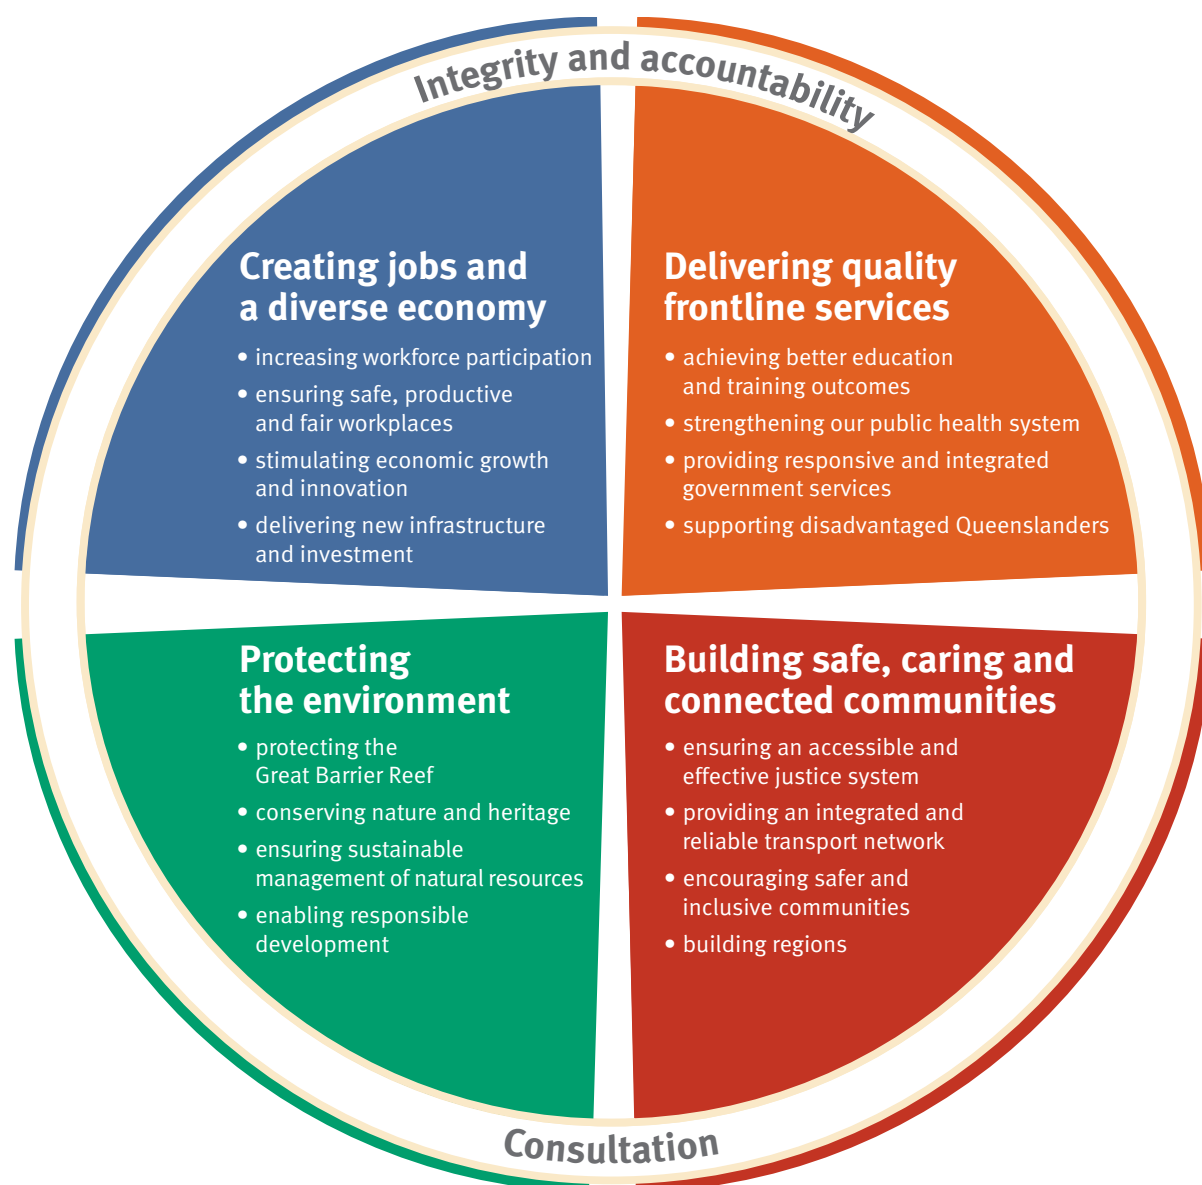 Integrity and accountability
Creating jobs and
a diverse economy
• increasing workforce participation
• ensuring safe, productive
and fair workplaces
• stimulating economic growth
and innovation
• delivering new infrastructure
and investment
Delivering quality
frontline services
• achieving better education
and training outcomes
• strengthening our public health system
• providing responsive and integrated
government services
• supporting disadvantaged Queenslanders
Protecting
the environment
• protecting the
Great Barrier Reef
• conserving nature and heritage
• ensuring sustainable
management of natural resources
• enabling responsible
development
Building safe, caring and
connected communities
• ensuring an accessible and
effective justice system
• providing an integrated and
reliable transport network
• encouraging safer and
inclusive communities
• building regions
Consultation